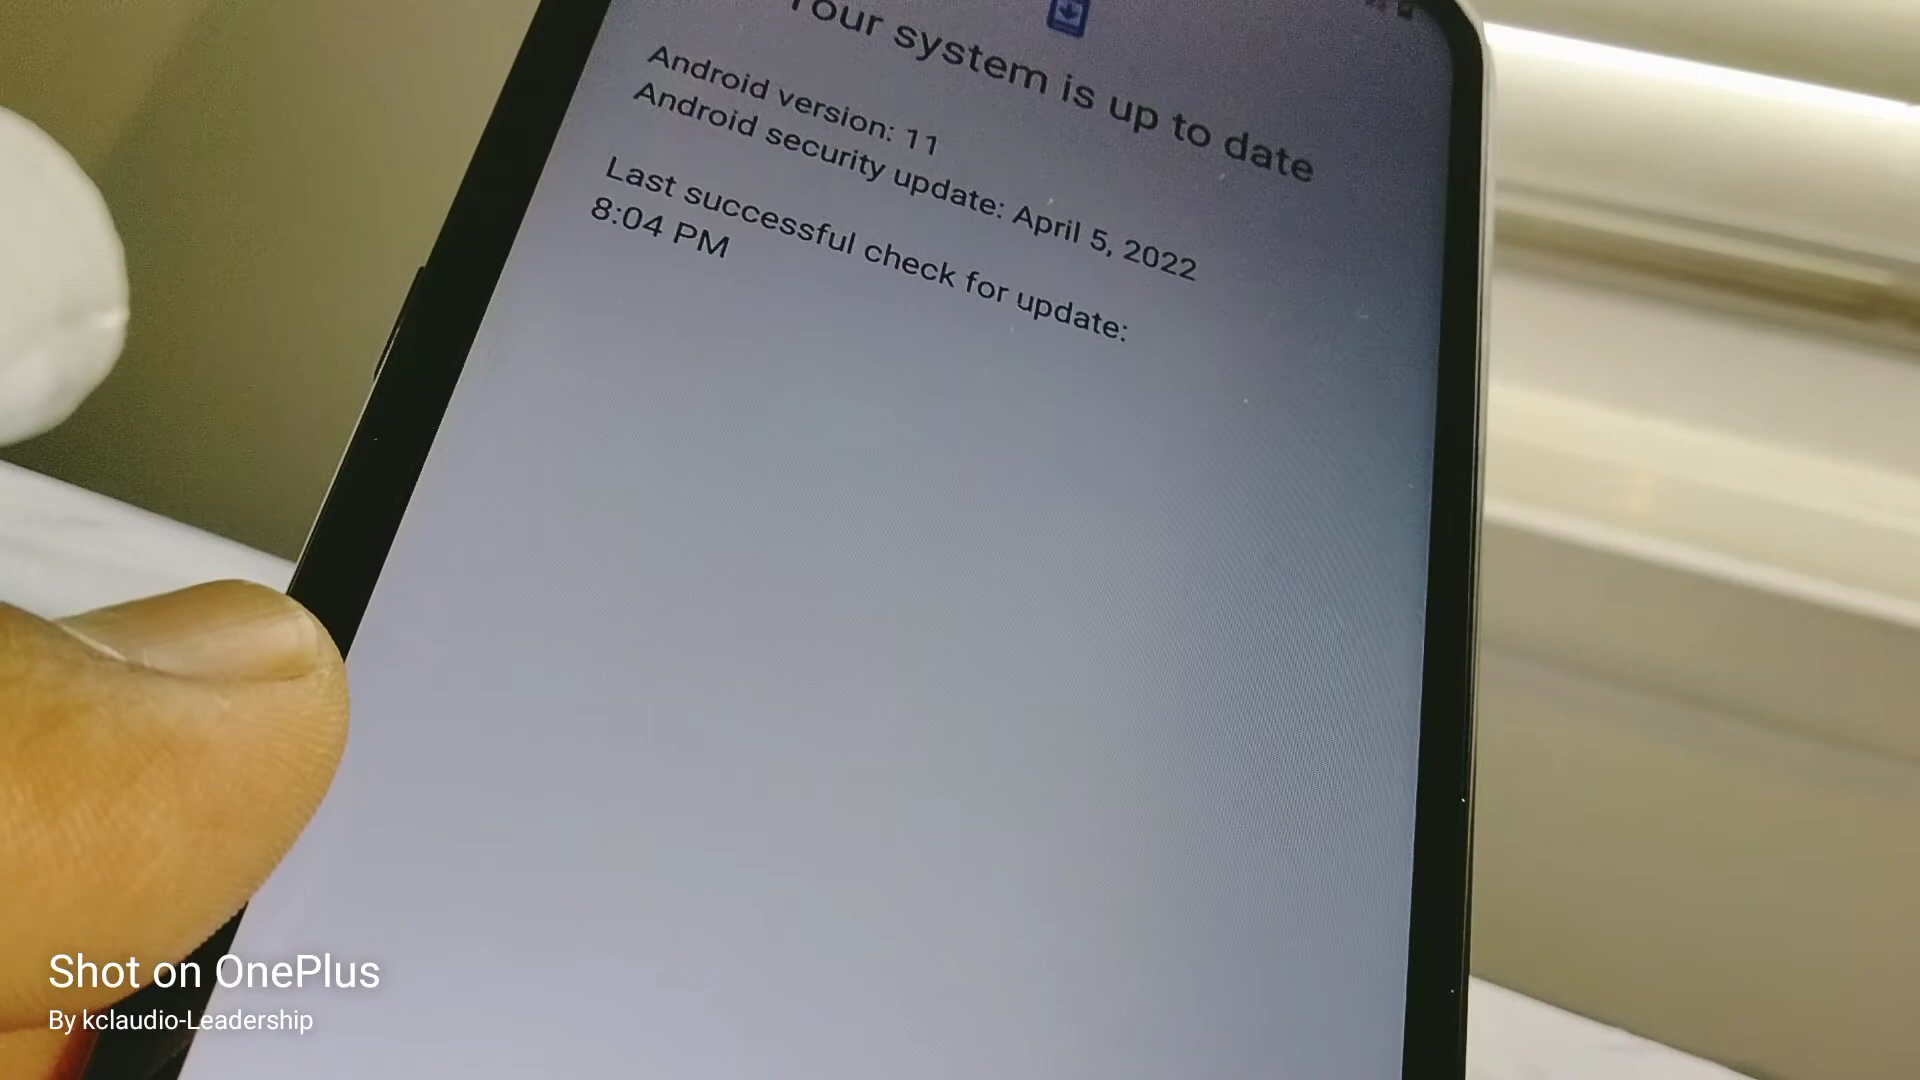 Your system is up to date
Android version: 11
Android security update: April 5, 2022
Last successful check for update:
8:04 PM
Shot on OnePlus
By kclaudio-Leadership